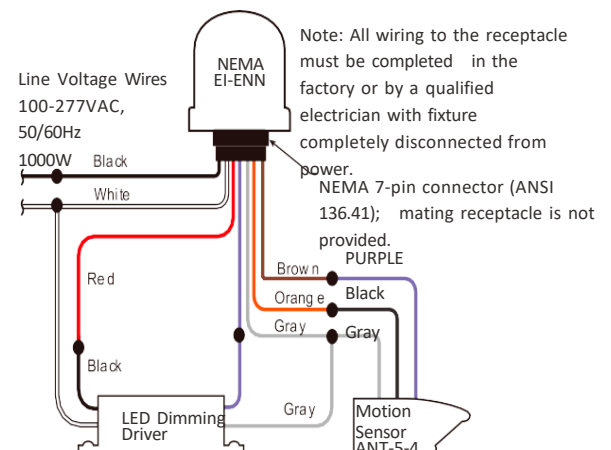 NEMA
EI-ENN
Note: All wiring to the receptacle
must be completed in the
factory or by a qualified
electrician with fixture
completely disconnected from
power.
Line Voltage Wires
100-277VAC,
50/60Hz
1000W
Black
White
NEMA 7-pin connector (ANSI
136.41); mating receptacle is not
provided.
Red
Brown
PURPLE
Orange
Black
Gray
Gray
Black
LED Dimming
Driver
Gray
Motion
Sensor
ANT-5-4